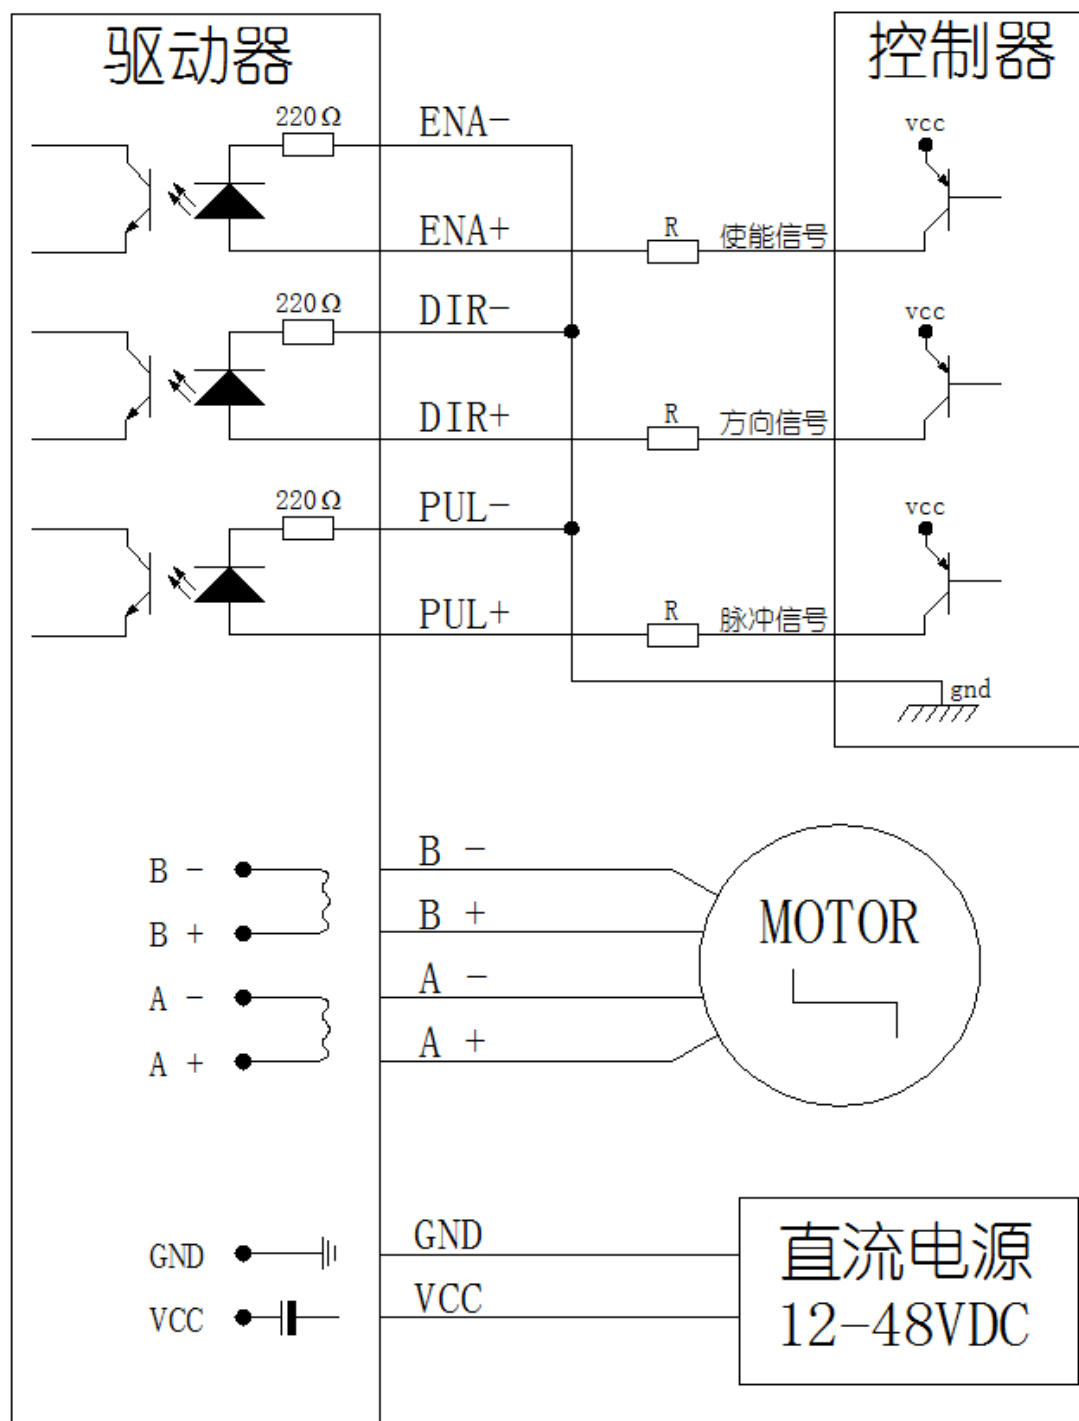 驱动器
控制器
220Ω
ENA-
vcc
ENA+
R
使能信号
220Ω
DIR-
vcc
DIR+
R
方向信号
220Ω
PUL-
vcc
PUL+
R
脉冲信号
gnd
B -
B -
B +
B +
MOTOR
A -
A -
A +
A +
GND
GND
VCC
VCC
直流电源
12-48VDC